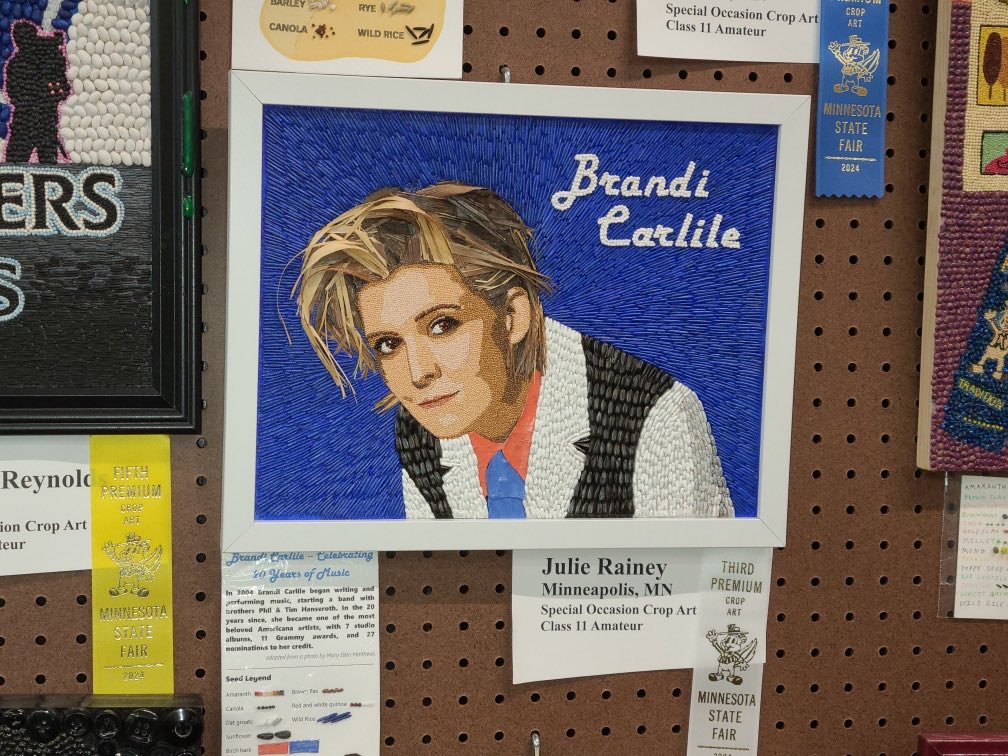 BARLEY
RYE
CANOLA
WILD RICE
Special Occasion Crop Art
Class 11 Amateur
CROP
ART
MINNESOTA
STATE
FAIR
2024
ERS
S
Brandi
Carlile
Reynolds
ion Crop Art
teur
FIFTH
PREMIUM
CROP
ART
MINNESOTA
STATE
FAIR
2024
Brandi Carlile – Celebrating
20 Years of Music
In 2004 Brandi Carlile began writing and
performing music, starting a band with
brothers Phil & Tim Hanseroth. In the 20
years since, she became one of the most
beloved Americana artists, with 7 studio
albums, 11 Grammy awards, and 27
nominations to her credit.
adapted from a photo by Mary Ellen Matthews
Seed Legend
Amaranth
Brown flax
Canola
Red and white quinoa
Oat groats
Wild Rice
Sunflower
Birch bark
Julie Rainey
Minneapolis, MN
Special Occasion Crop Art
Class 11 Amateur
THIRD
PREMIUM
CROP
ART
MINNESOTA
STATE
FAIR
AMARANTH
MUNG
WILD RICE